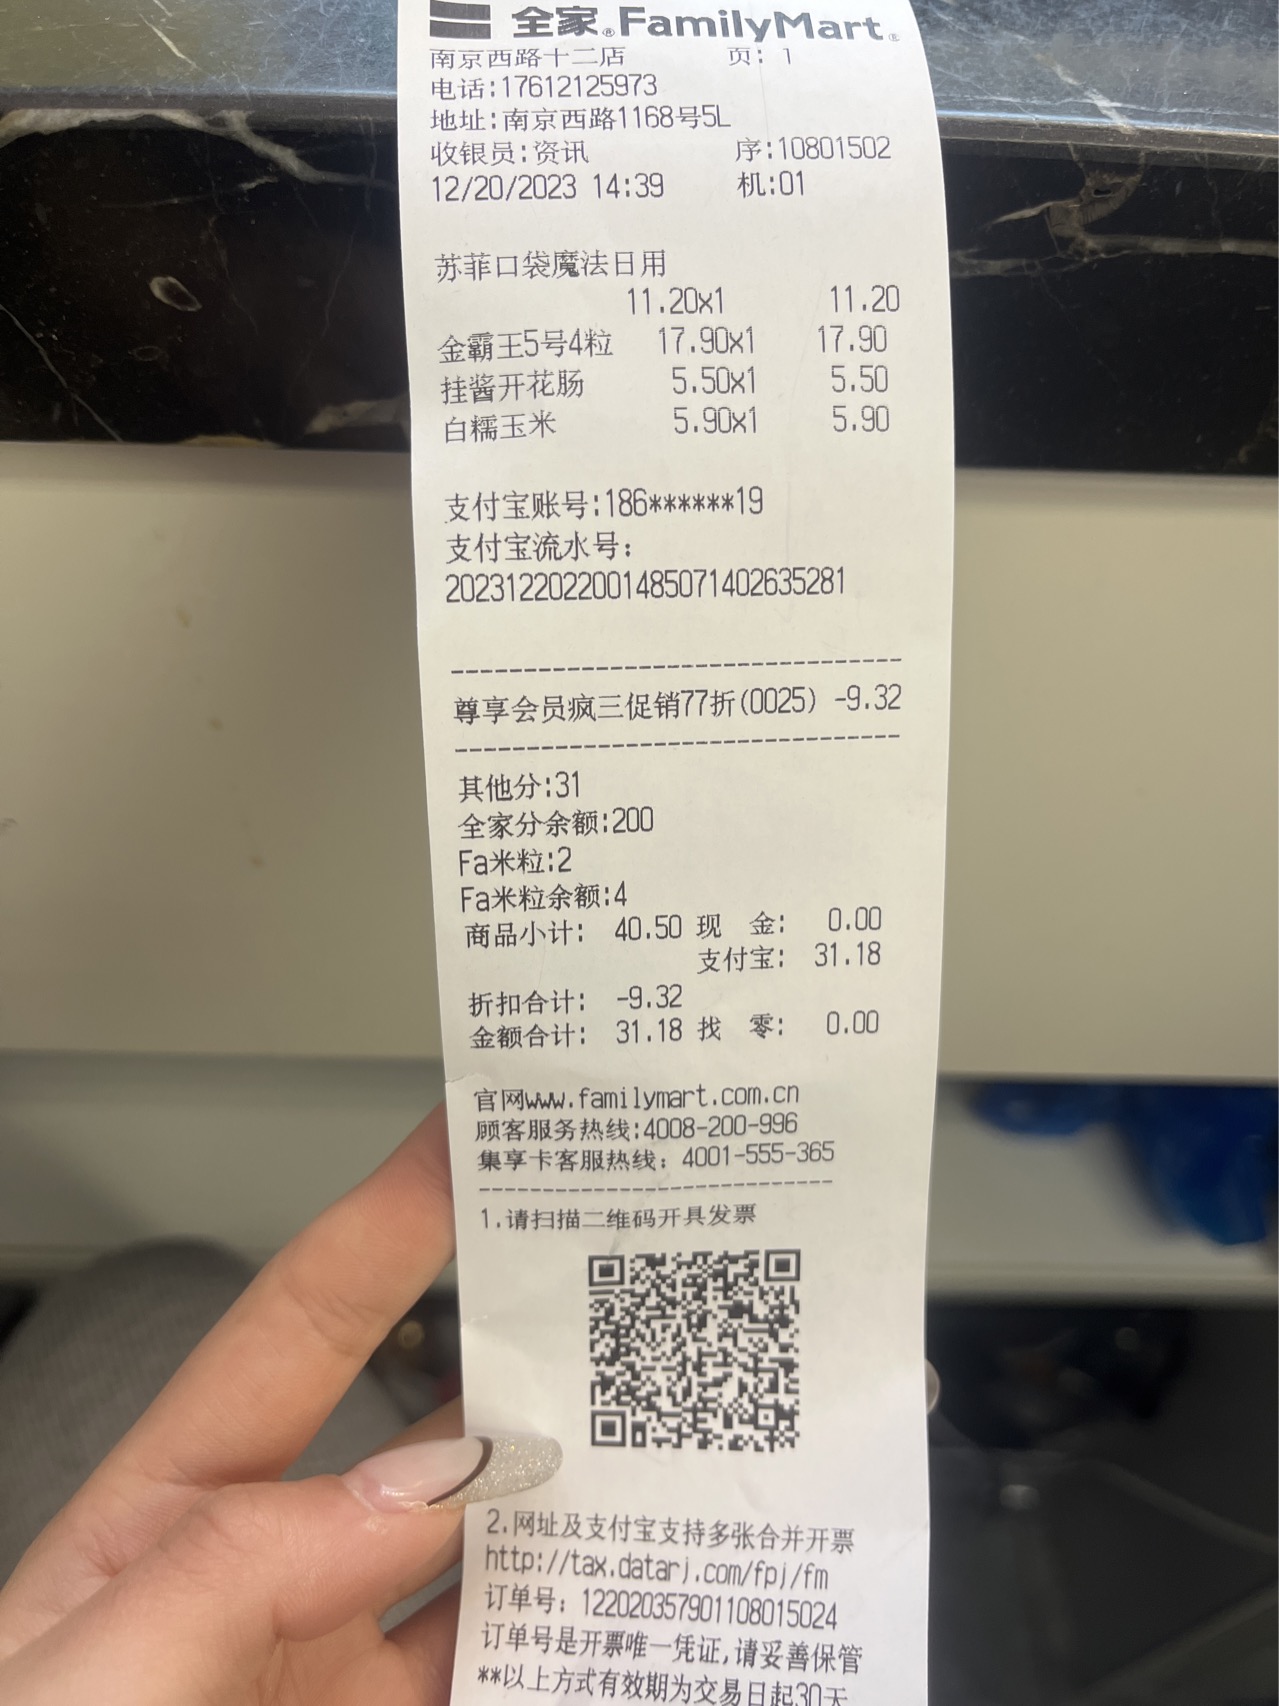 全家®FamilyMart®
南京西路十二店 页: 1
电话:17612125973
地址:南京西路1168号5L
收银员:资讯 序:10801502
12/20/2023 14:39 机:01
苏菲口袋魔法日用
11.20x1 11.20
金霸王5号4粒 17.90x1 17.90
挂酱开花肠 5.50x1 5.50
白糯玉米 5.90x1 5.90
支付宝账号:186******19
支付宝流水号:
2023122022001485071402635281
--------------------------------
尊享会员疯三促销77折(0025) -9.32
--------------------------------
其他分:31
全家分余额:200
Fa米粒:2
Fa米粒余额:4
商品小计: 40.50 现 金: 0.00
支付宝: 31.18
折扣合计: -9.32
金额合计: 31.18 找 零: 0.00
官网www.familymart.com.cn
顾客服务热线:4008-200-996
集享卡客服热线: 4001-555-365
--------------------------------
1.请扫描二维码开具发票
2.网址及支付宝支持多张合并开票
http://tax.datarj.com/fpj/fm
订单号: 122020357901108015024
订单号是开票唯一凭证,请妥善保管
**以上方式有效期为交易日起30天